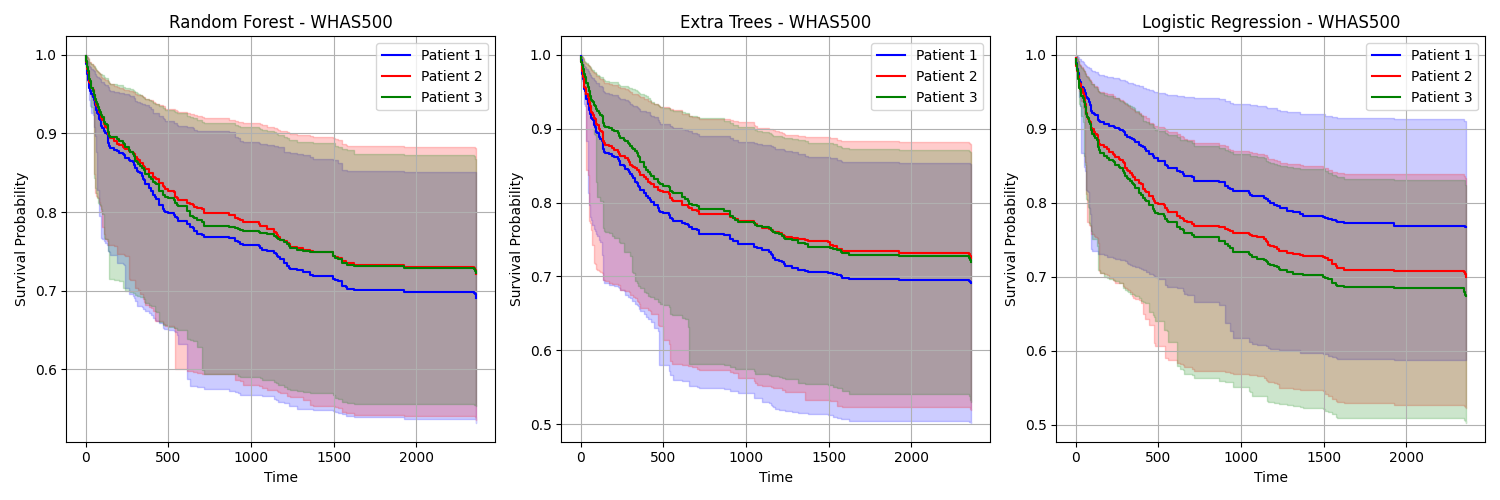 Random Forest - WHAS500
Survival Probability
1.0
0.9
0.8
0.7
0.6
0
500
1000
1500
2000
Time
Patient 1
Patient 2
Patient 3
Extra Trees - WHAS500
Survival Probability
1.0
0.9
0.8
0.7
0.6
0.5
0
500
1000
1500
2000
Time
Patient 1
Patient 2
Patient 3
Logistic Regression - WHAS500
Survival Probability
1.0
0.9
0.8
0.7
0.6
0.5
0
500
1000
1500
2000
Time
Patient 1
Patient 2
Patient 3